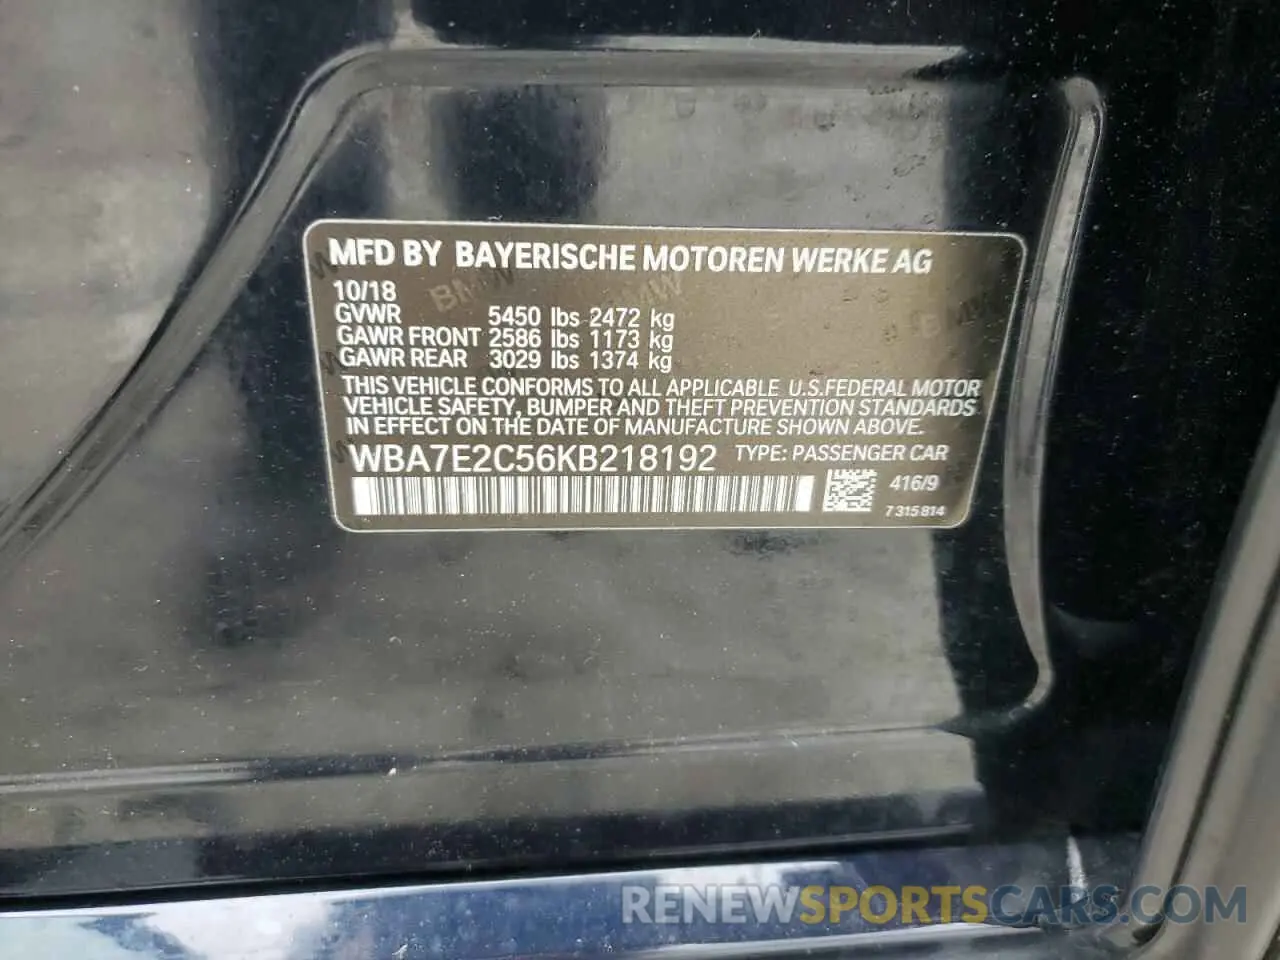 MFD BY BAYERISCHE MOTOREN WERKE AG
10/18
GVWR 5450 lbs 2472 kg
GAWR FRONT 2586 lbs 1173 kg
GAWR REAR 3029 lbs 1374 kg
THIS VEHICLE CONFORMS TO ALL APPLICABLE U.S.FEDERAL MOTOR
VEHICLE SAFETY, BUMPER AND THEFT PREVENTION STANDARDS
IN EFFECT ON THE DATE OF MANUFACTURE SHOWN ABOVE.
WBA7E2C56KB218192 TYPE: PASSENGER CAR
416/9
7315814
RENEWSPORTSCARS.COM